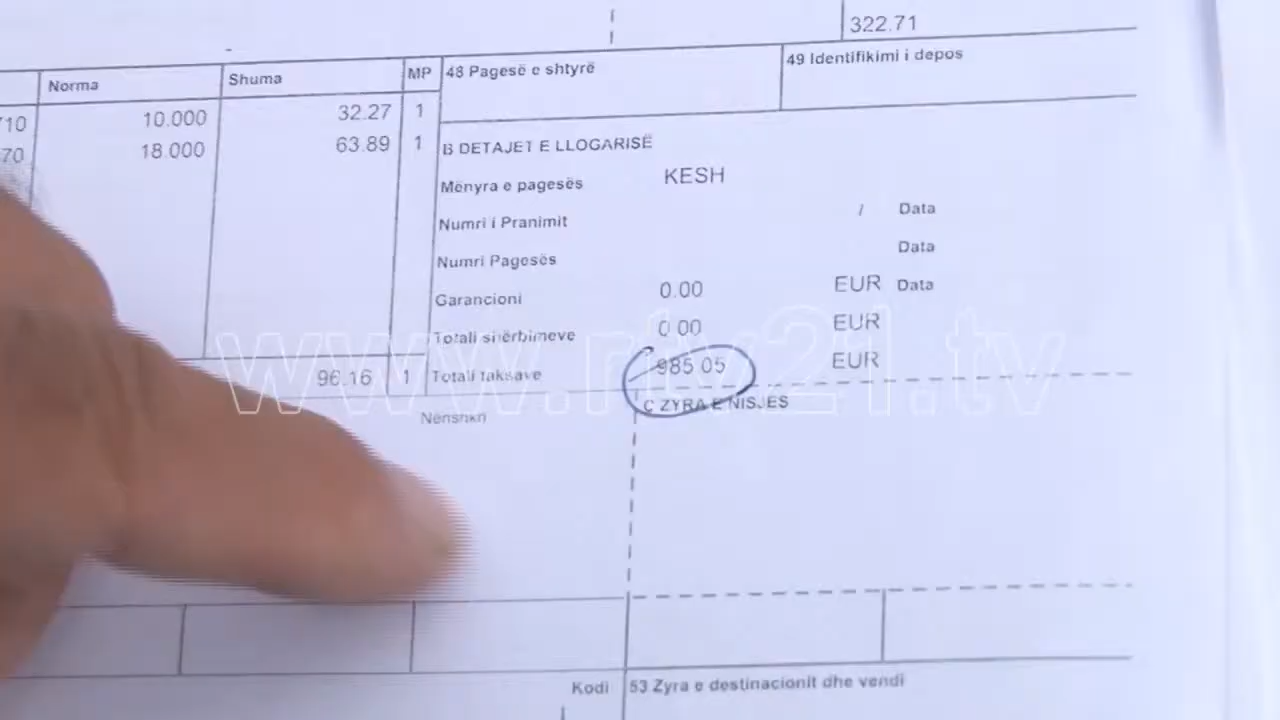 322.71
Norma Shuma MP 48 Pagesë e shtyrë 49 Identifikimi i depos
710 10.000 32.27 1
70 18.000 63.89 1
B DETAJET E LLOGARISË
Mënyra e pagesës KESH
Numri i Pranimit / Data
Numri Pagesës Data
Garancioni 0.00 EUR Data
Totali shërbimeve 0.00 EUR
96.16 1 Totali taksave 985.05 EUR
www.rtv21.tv
Nënshkri C ZYRA E NISJES
Kodi 53 Zyra e destinacionit dhe vendi